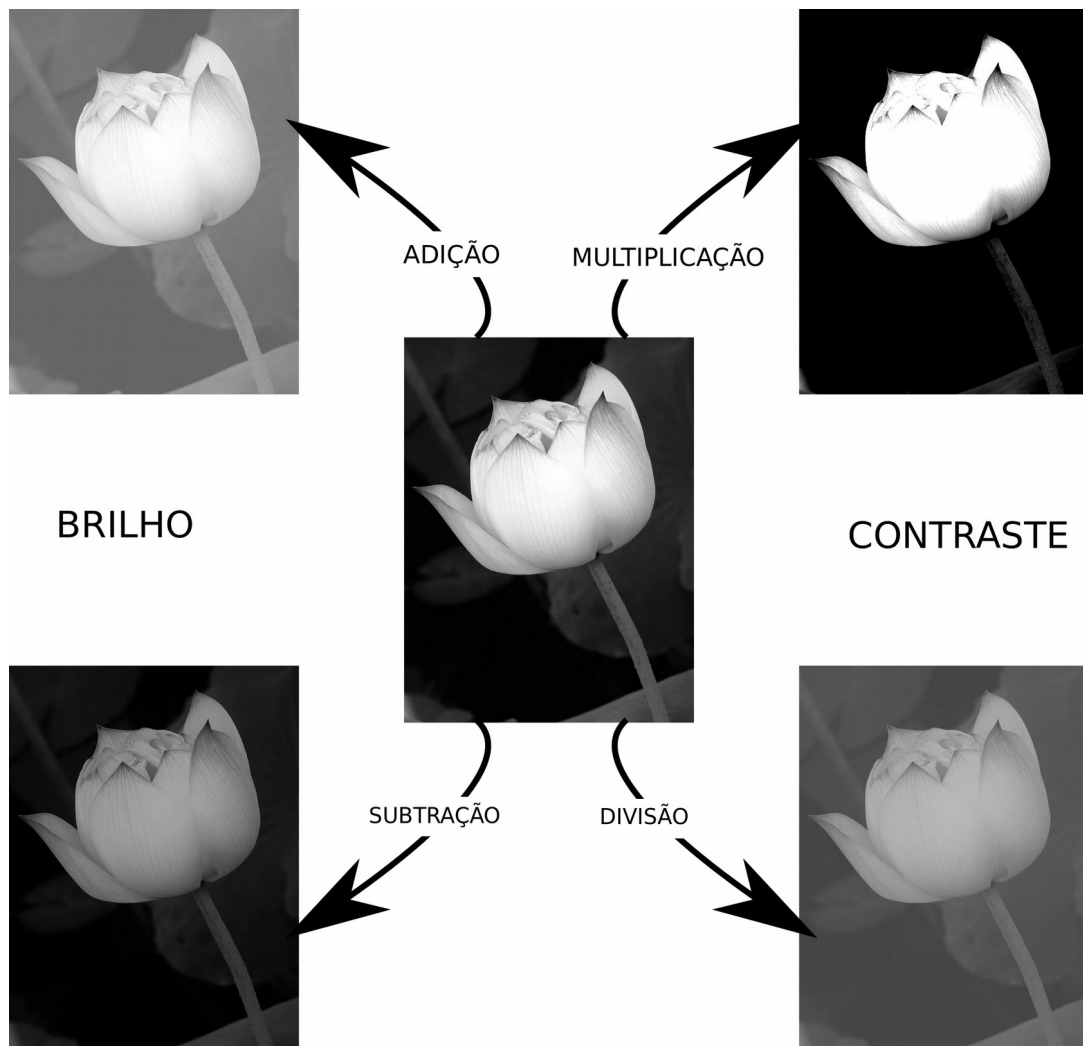 ADIÇÃO
MULTIPLICAÇÃO
BRILHO
CONTRASTE
SUBTRAÇÃO
DIVISÃO